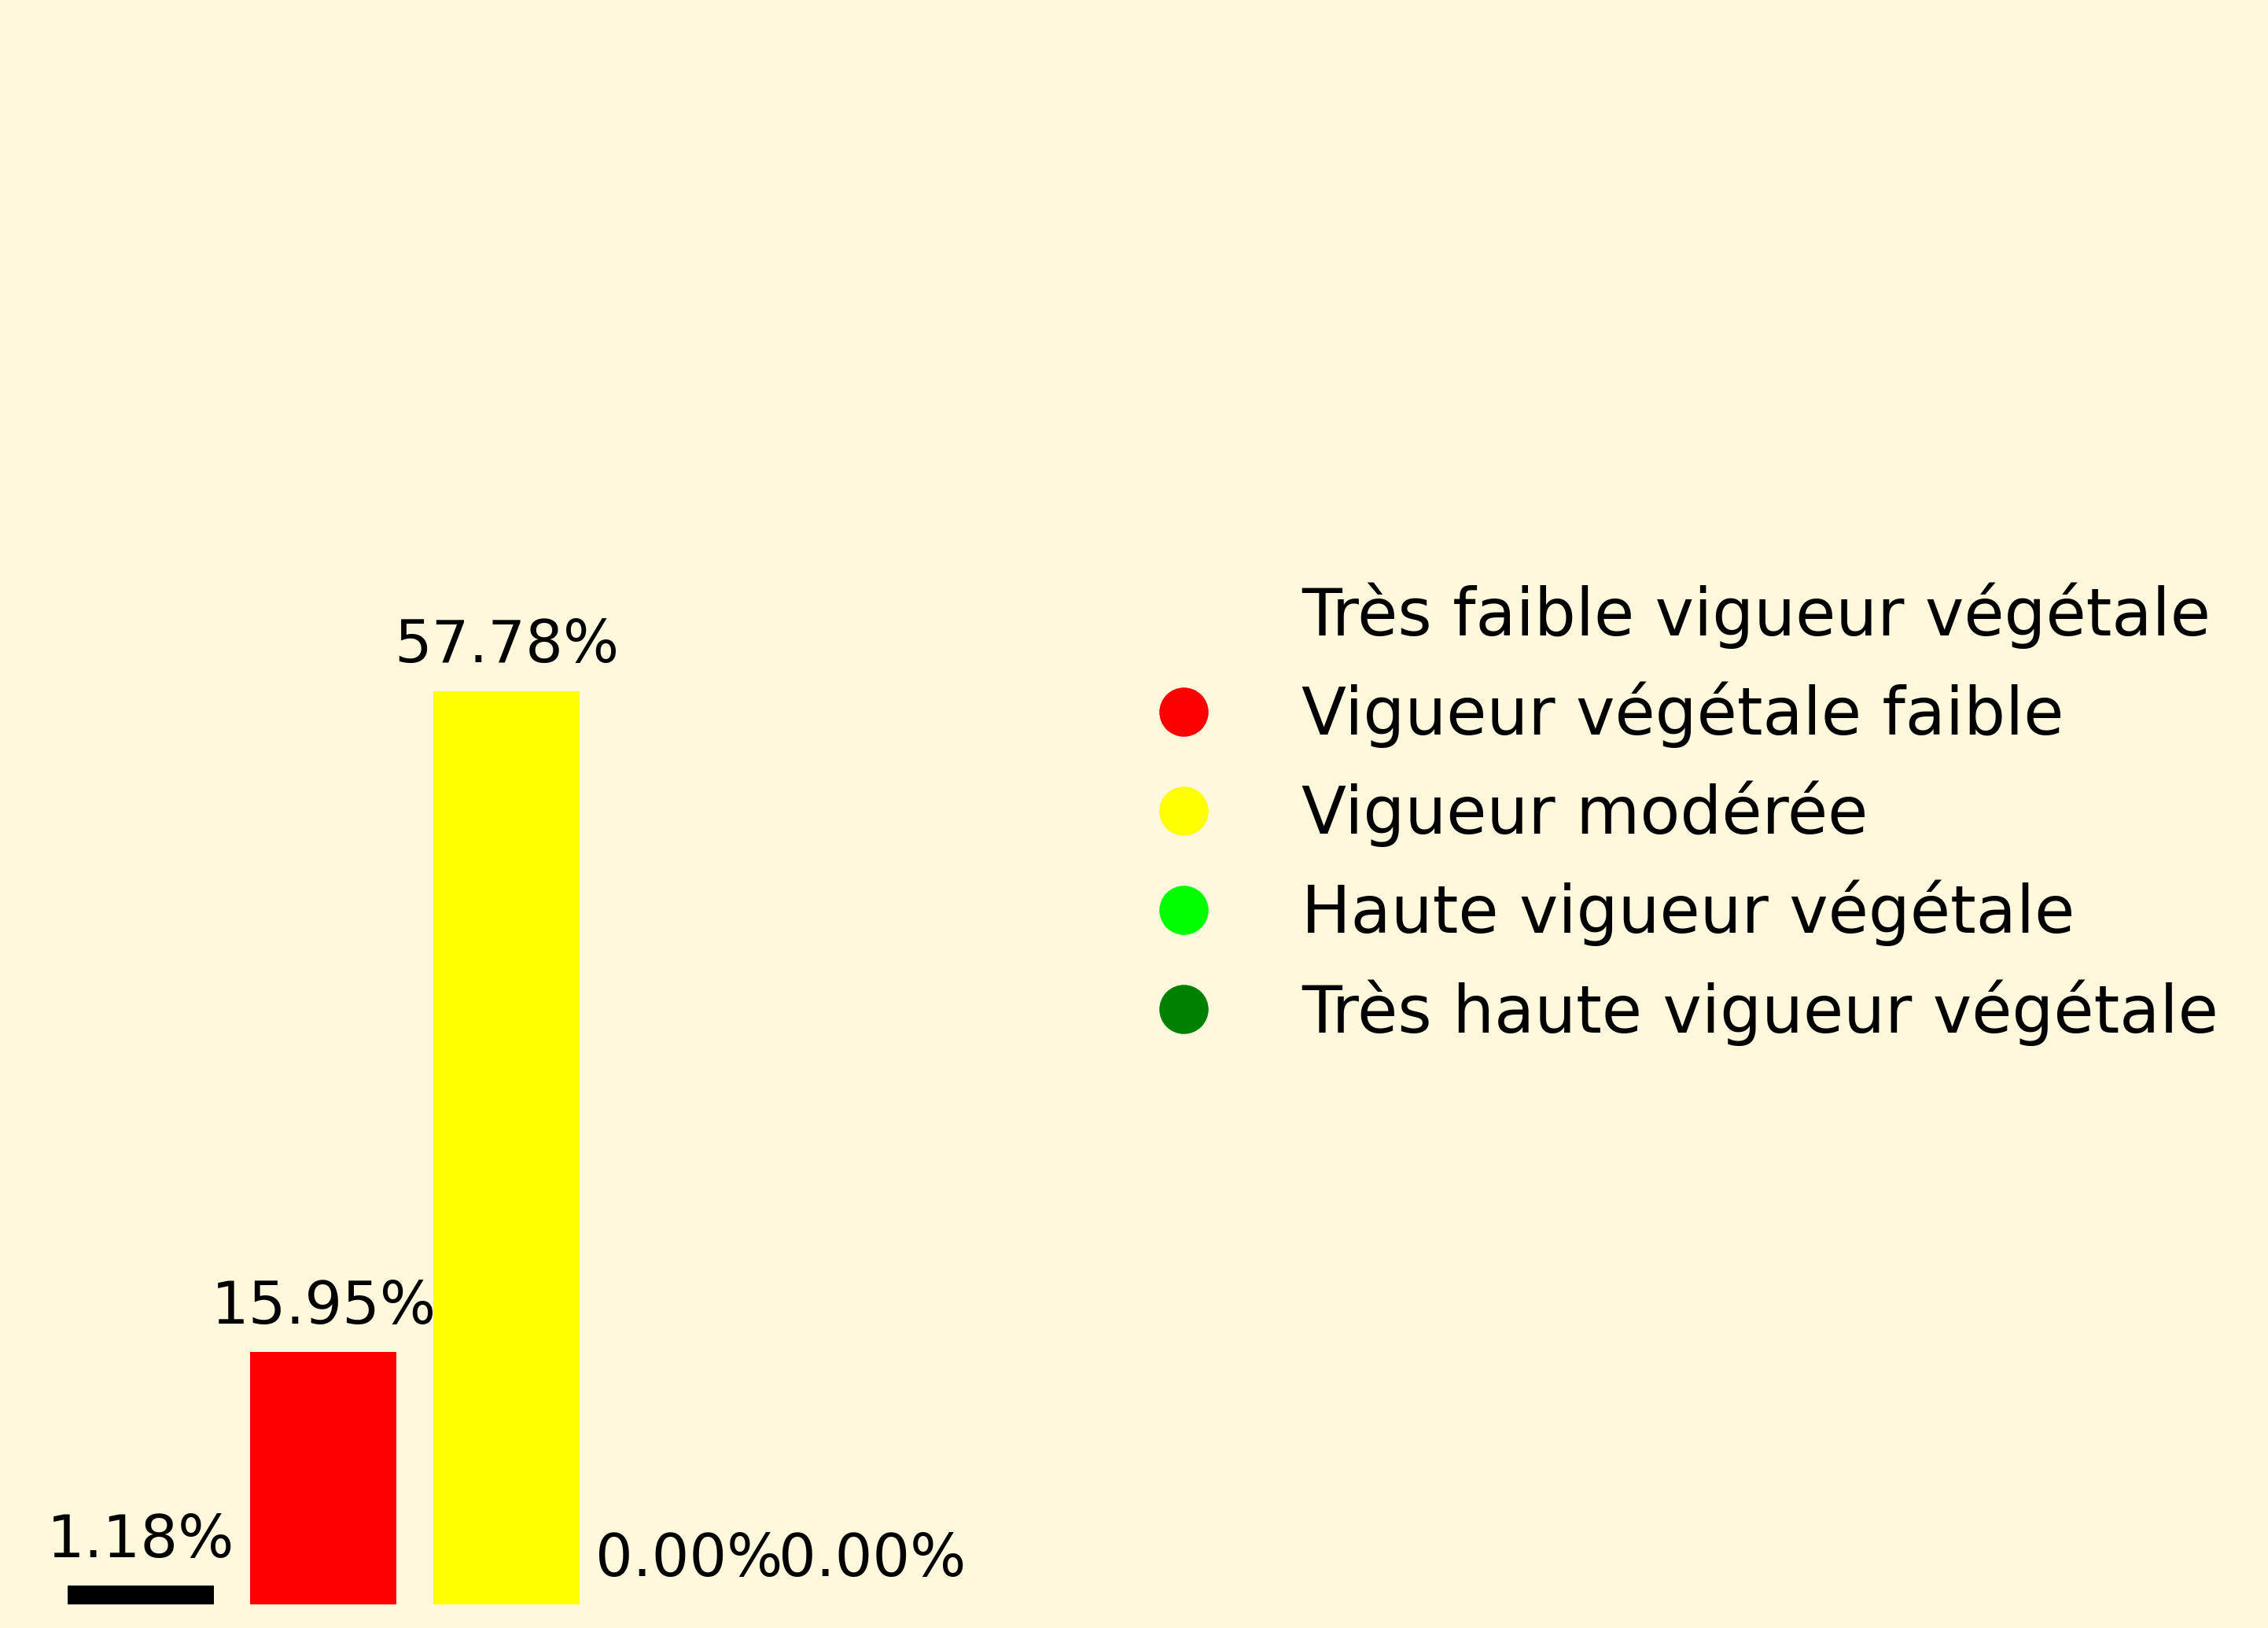 57.78%
15.95%
1.18%
0.00%
0.00%
Très faible vigueur végétale
Vigueur végétale faible
Vigueur modérée
Haute vigueur végétale
Très haute vigueur végétale